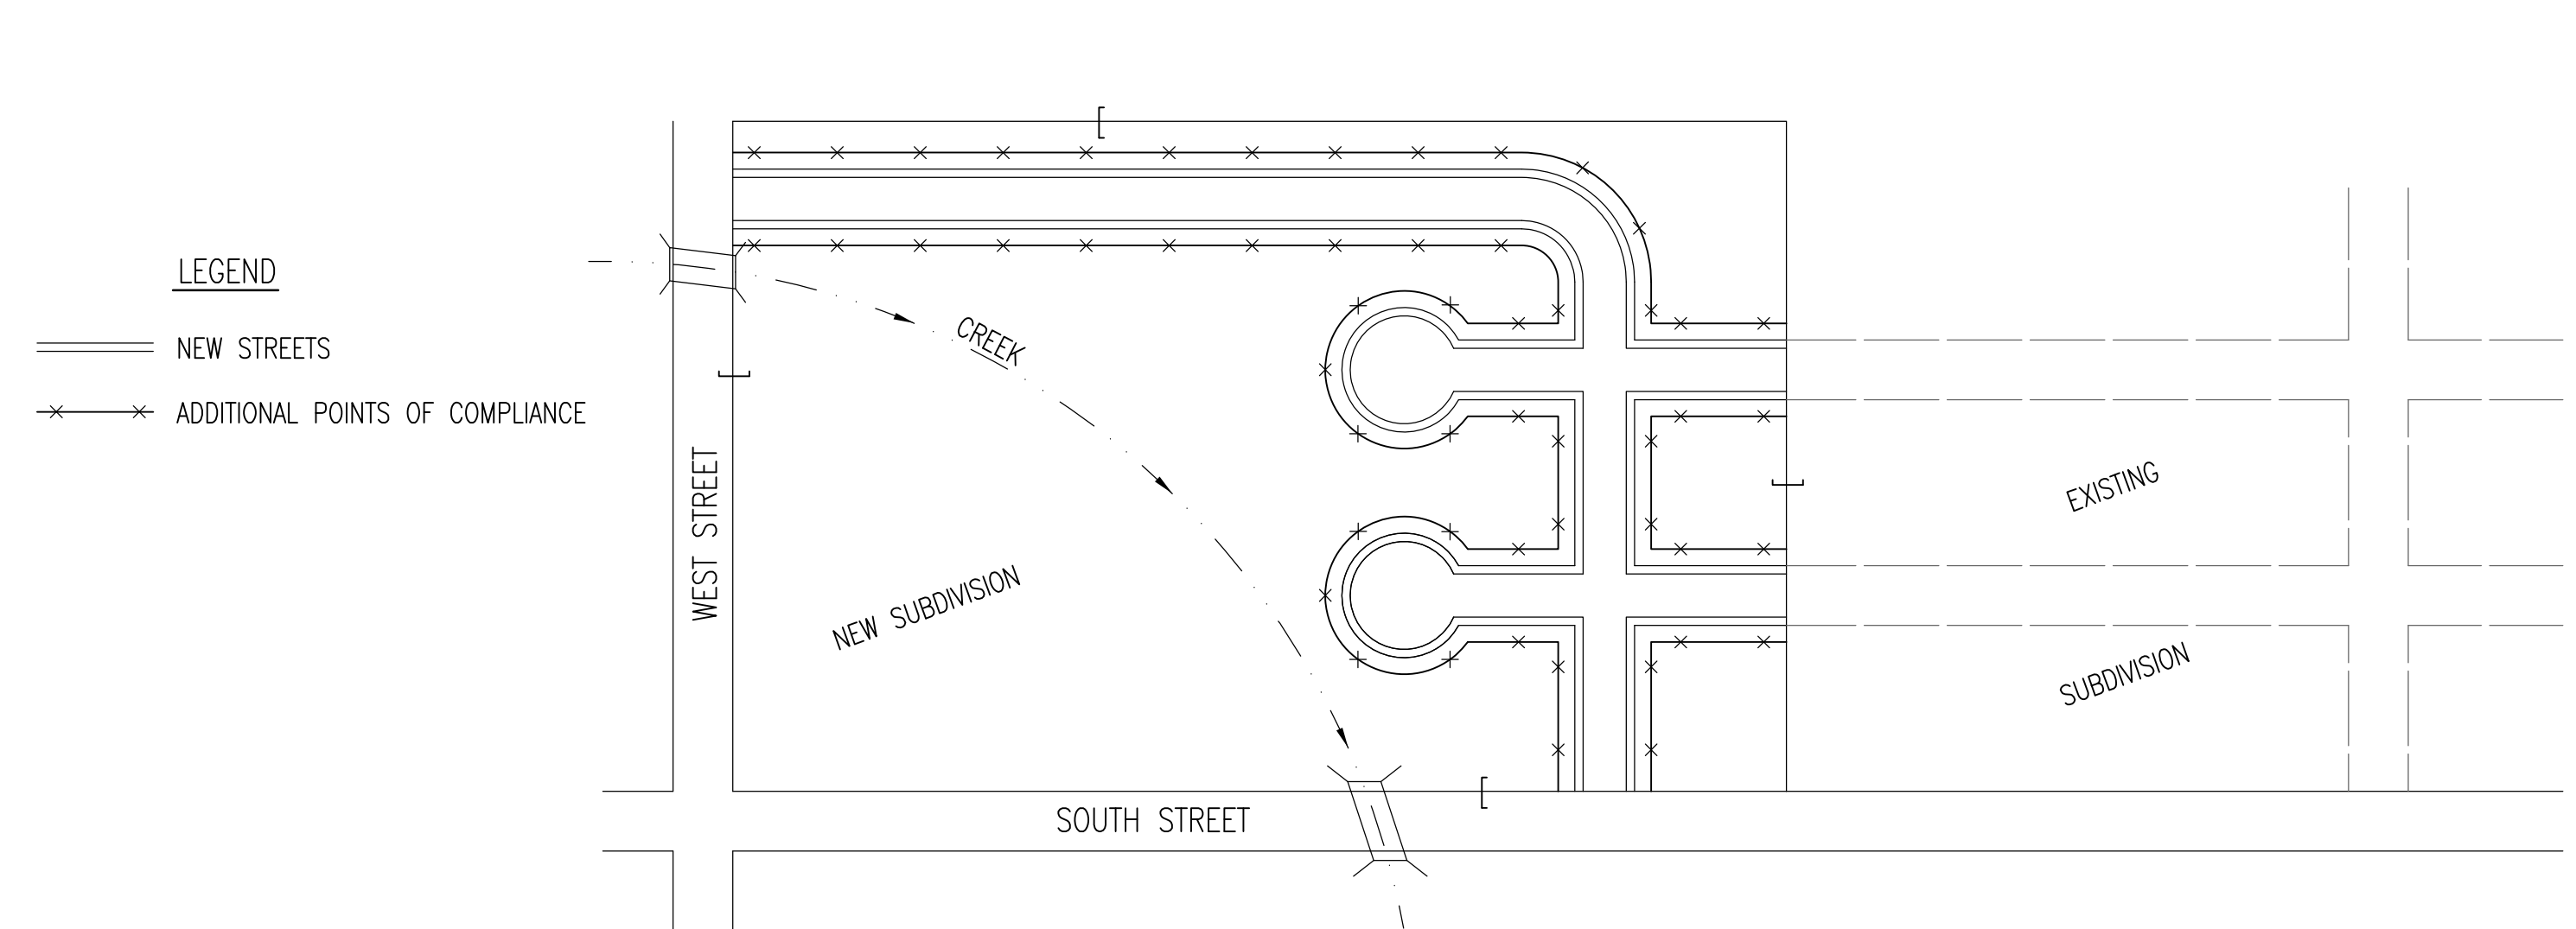 LEGEND
NEW STREETS
ADDITIONAL POINTS OF COMPLIANCE
WEST STREET
CREEK
NEW SUBDIVISION
SOUTH STREET
EXISTING
SUBDIVISION